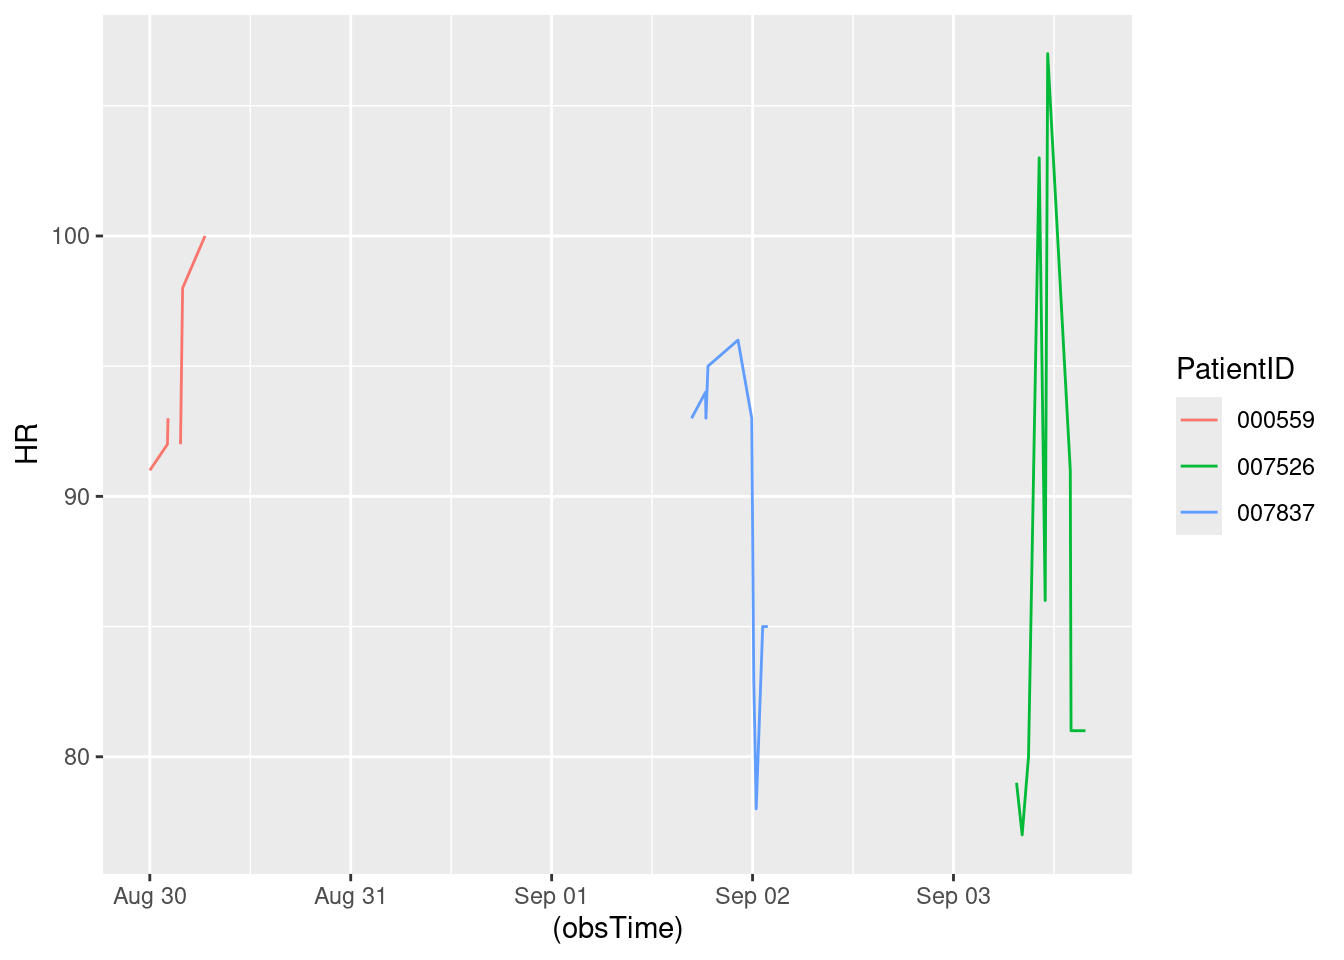 HR
100
90
80
Aug 30
Aug 31
Sep 01
Sep 02
Sep 03
(obsTime)
PatientID
000559
007526
007837